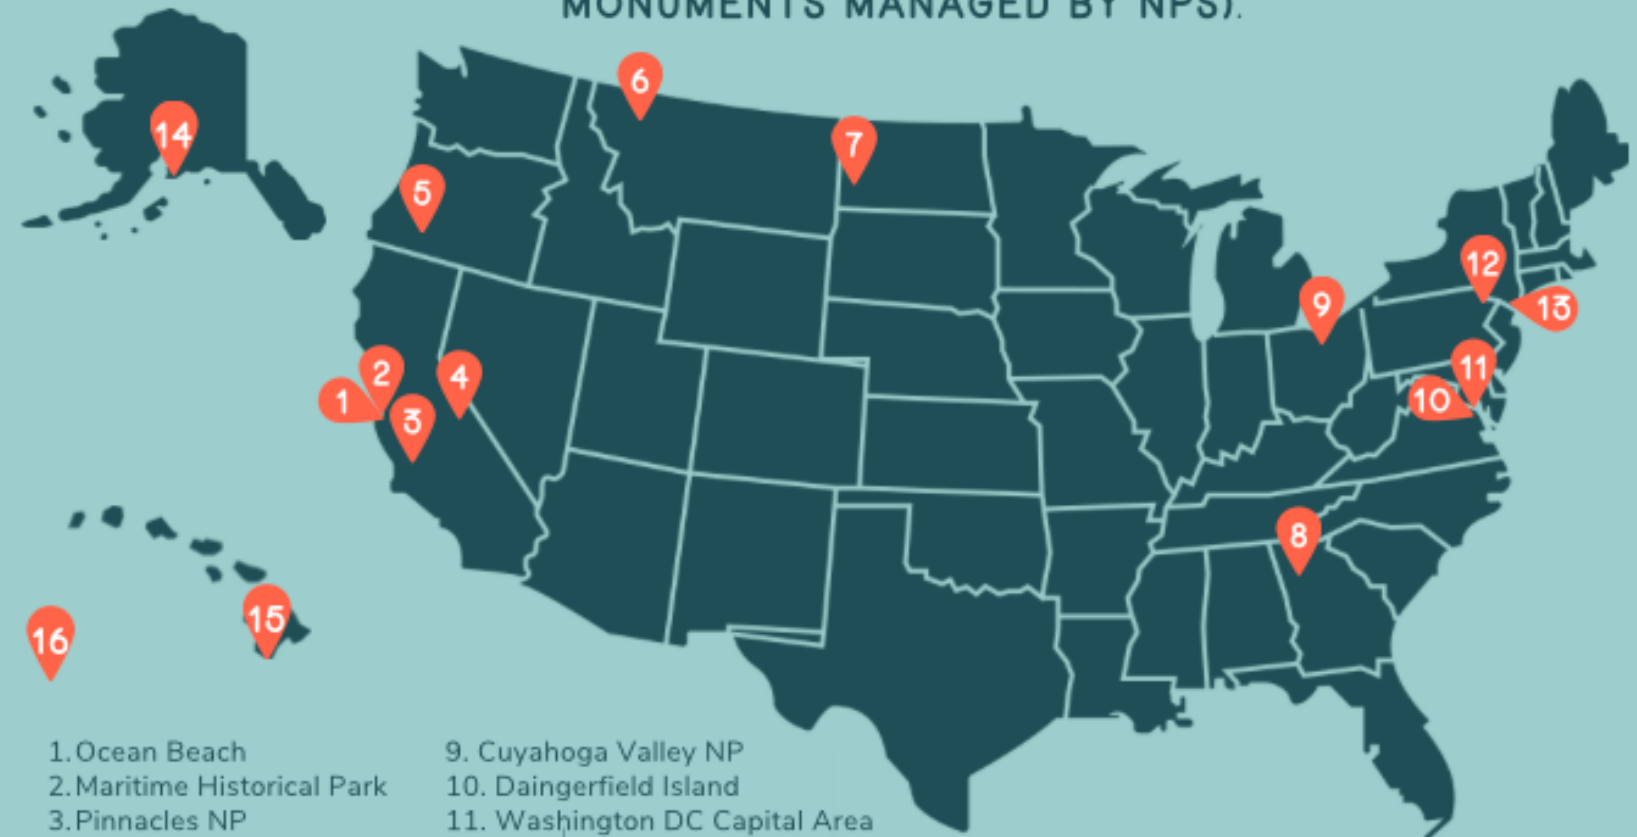 MONUMENTS MANAGED BY NPS).
14
6
7
5
12
9
13
2
4
11
1
3
10
8
15
16
1. Ocean Beach
2. Maritime Historical Park
3. Pinnacles NP
9. Cuyahoga Valley NP
10. Daingerfield Island
11. Washington DC Capital Area